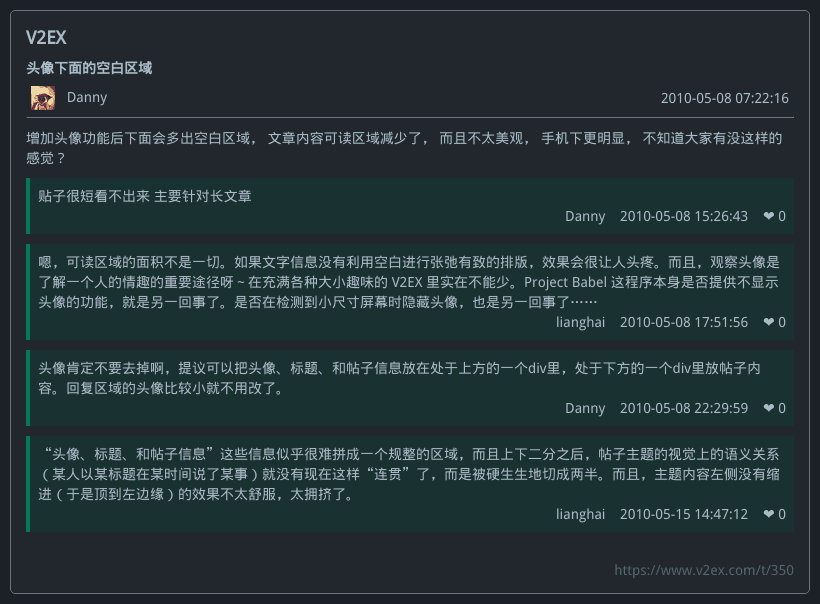 V2EX
头像下面的空白区域
Danny 2010-05-08 07:22:16
增加头像功能后下面会多出空白区域， 文章内容可读区域减少了， 而且不太美观， 手机下更明显， 不知道大家有没这样的
感觉？
贴子很短看不出来 主要针对长文章
Danny 2010-05-08 15:26:43 ❤ 0
嗯，可读区域的面积不是一切。如果文字信息没有利用空白进行张弛有致的排版，效果会很让人头疼。而且，观察头像是
了解一个人的情趣的重要途径呀 ~ 在充满各种大小趣味的 V2EX 里实在不能少。Project Babel 这程序本身是否提供不显示
头像的功能，就是另一回事了。是否在检测到小尺寸屏幕时隐藏头像，也是另一回事了……
lianghai 2010-05-08 17:51:56 ❤ 0
头像肯定不要去掉啊，提议可以把头像、标题、和帖子信息放在处于上方的一个div里，处于下方的一个div里放帖子内
容。回复区域的头像比较小就不用改了。
Danny 2010-05-08 22:29:59 ❤ 0
“头像、标题、和帖子信息”这些信息似乎很难拼成一个规整的区域，而且上下二分之后，帖子主题的视觉上的语义关系
（某人以某标题在某时间说了某事）就没有现在这样“连贯”了，而是被硬生生地切成两半。而且，主题内容左侧没有缩
进（于是顶到左边缘）的效果不太舒服，太拥挤了。
lianghai 2010-05-15 14:47:12 ❤ 0
https://www.v2ex.com/t/350